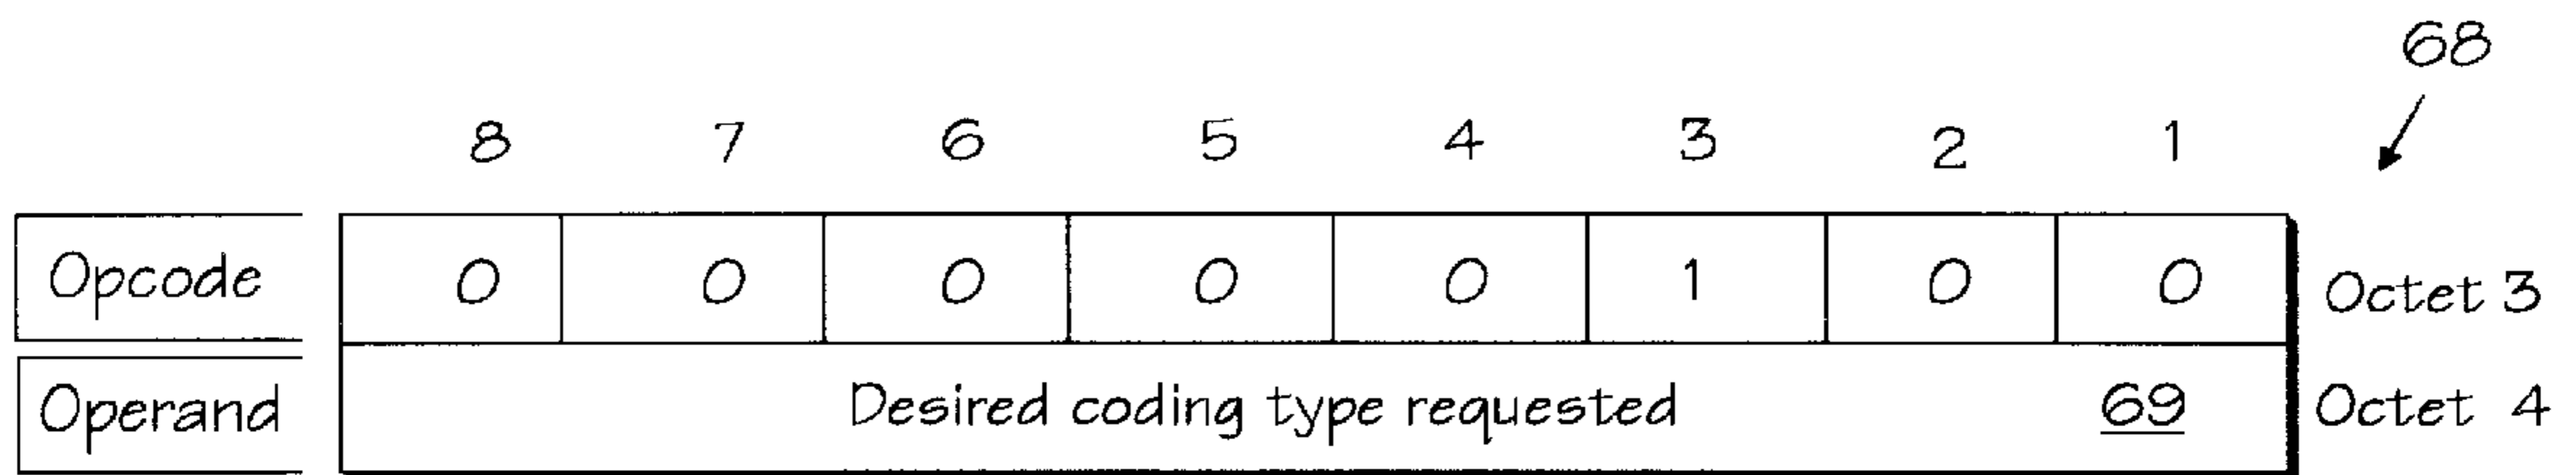 68
8 7 6 5 4 3 2 1
Opcode 0 0 0 0 0 1 0 0 Octet 3
Operand Desired coding type requested 69 Octet 4